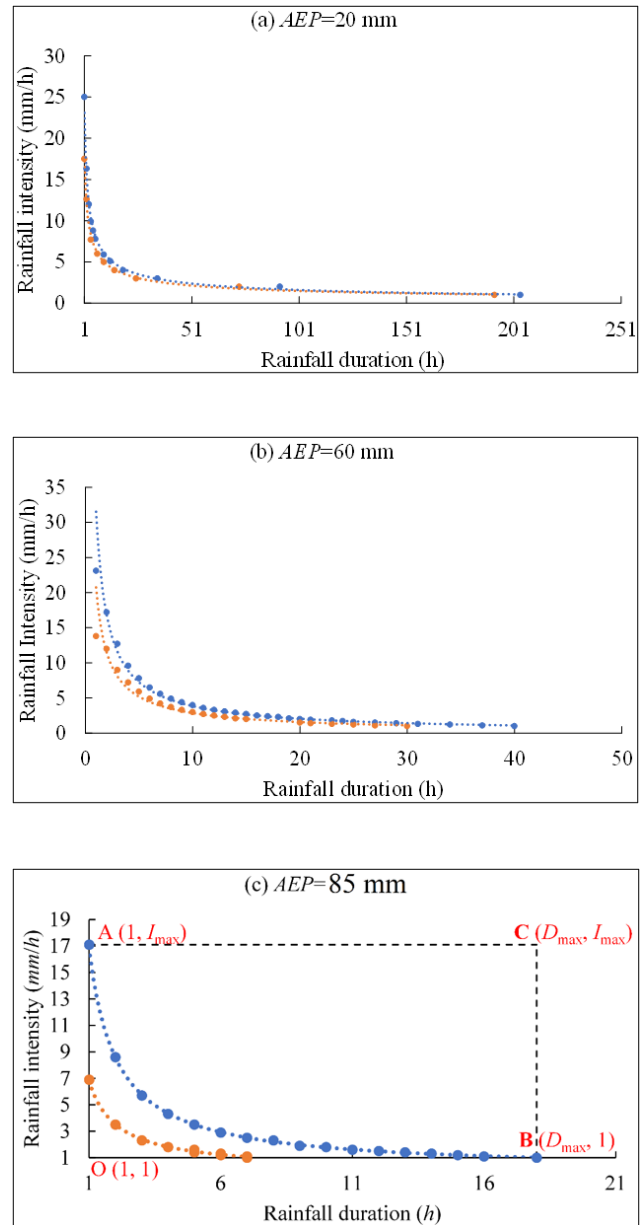 (a) AEP=20 mm
Rainfall intensity (mm/h)
30
25
20
15
10
5
0
1 51 101 151 201 251
Rainfall duration (h)
(b) AEP=60 mm
Rainfall Intensity (mm/h)
35
30
25
20
15
10
5
0
0 10 20 30 40 50
Rainfall duration (h)
(c) AEP=85 mm
Rainfall intensity (mm/h)
19
17
15
13
11
9
7
5
3
1
A (1, Imax)
C (Dmax, Imax)
B (Dmax, 1)
O (1, 1)
1 6 11 16 21
Rainfall duration (h)